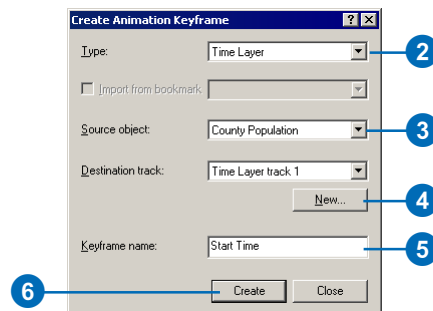 Create Animation Keyframe
Type: Time Layer 2
Import from bookmark
Source object: County Population 3
Destination track: Time Layer track 1
New... 4
Keyframe name: Start Time 5
6 Create Close